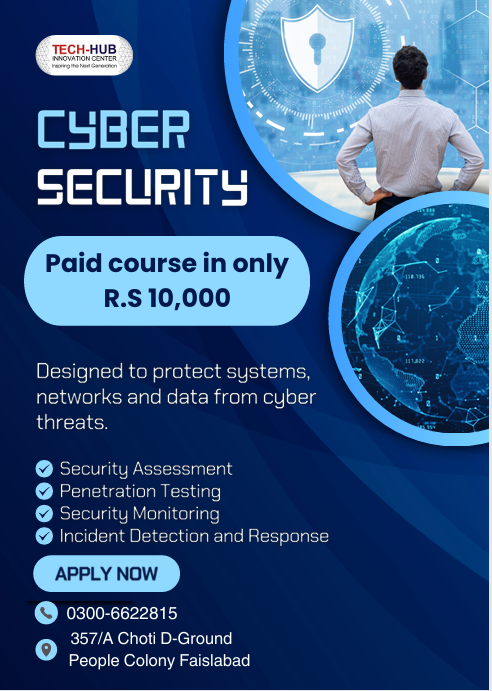 TECH-HUB
INNOVATION CENTER
Inspiring the Next Generation
CYBER
SECURITY
Paid course in only
R.S 10,000
Designed to protect systems,
networks and data from cyber
threats.
Security Assessment
Penetration Testing
Security Monitoring
Incident Detection and Response
APPLY NOW
0300-6622815
357/A Choti D-Ground
People Colony Faislabad